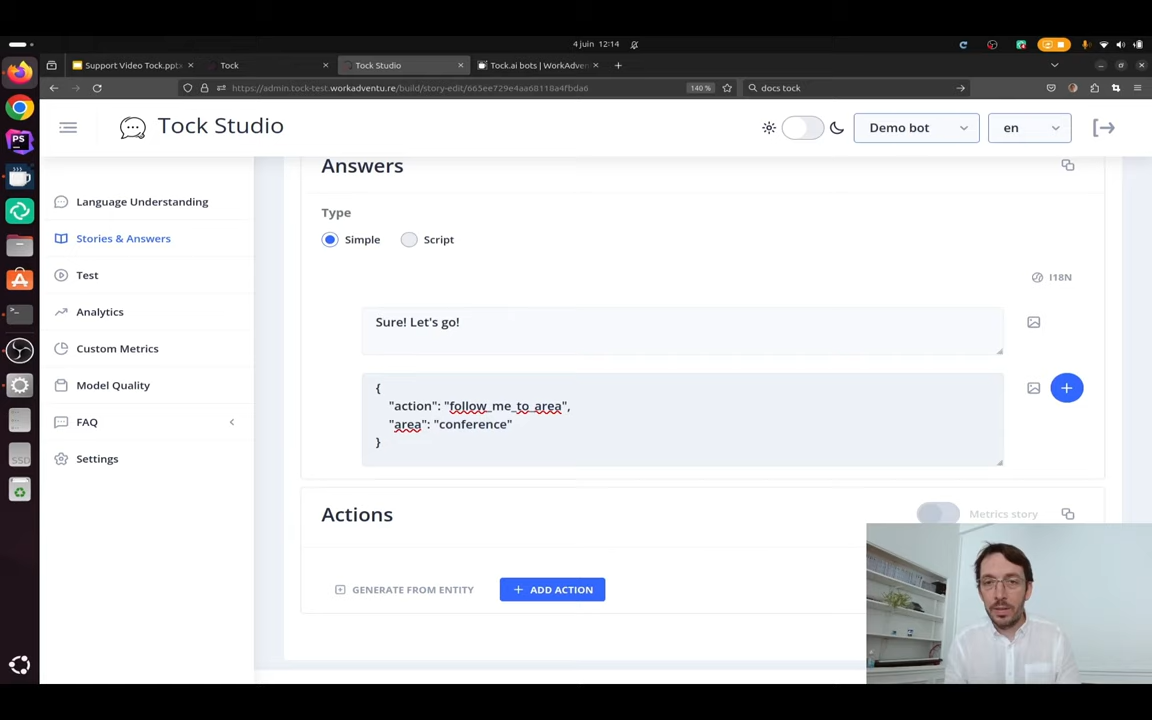 4 juin 12:14
Support Video Tock.ppt
Tock
Tock Studio
Tock.ai bots | WorkAdven
https://admin.tock-test.workadventu.re/build/story-edit/665ee729e4aa68118a4fbda6
140 %
docs tock
Tock Studio
Demo bot
en
Language Understanding
Stories & Answers
Test
Analytics
Custom Metrics
Model Quality
FAQ
Settings
Answers
Type
Simple
Script
I18N
Sure! Let's go!
{
"action": "follow_me_to_area",
"area": "conference"
}
Actions
Metrics story
GENERATE FROM ENTITY
+ ADD ACTION
PS
SSD